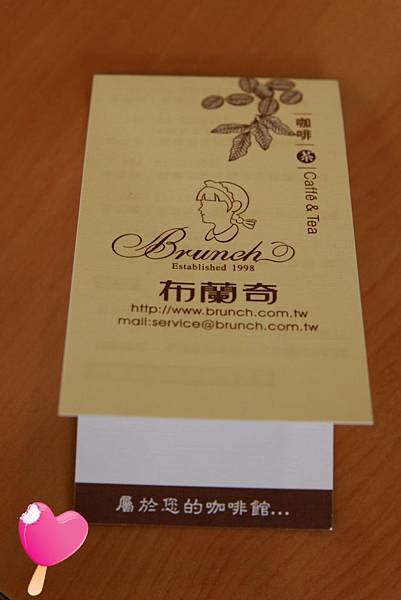 咖啡 茶 Caffé & Tea
Brunch
Established 1998
布蘭奇
http://www.brunch.com.tw
mail:service@brunch.com.tw
屬於您的咖啡館...